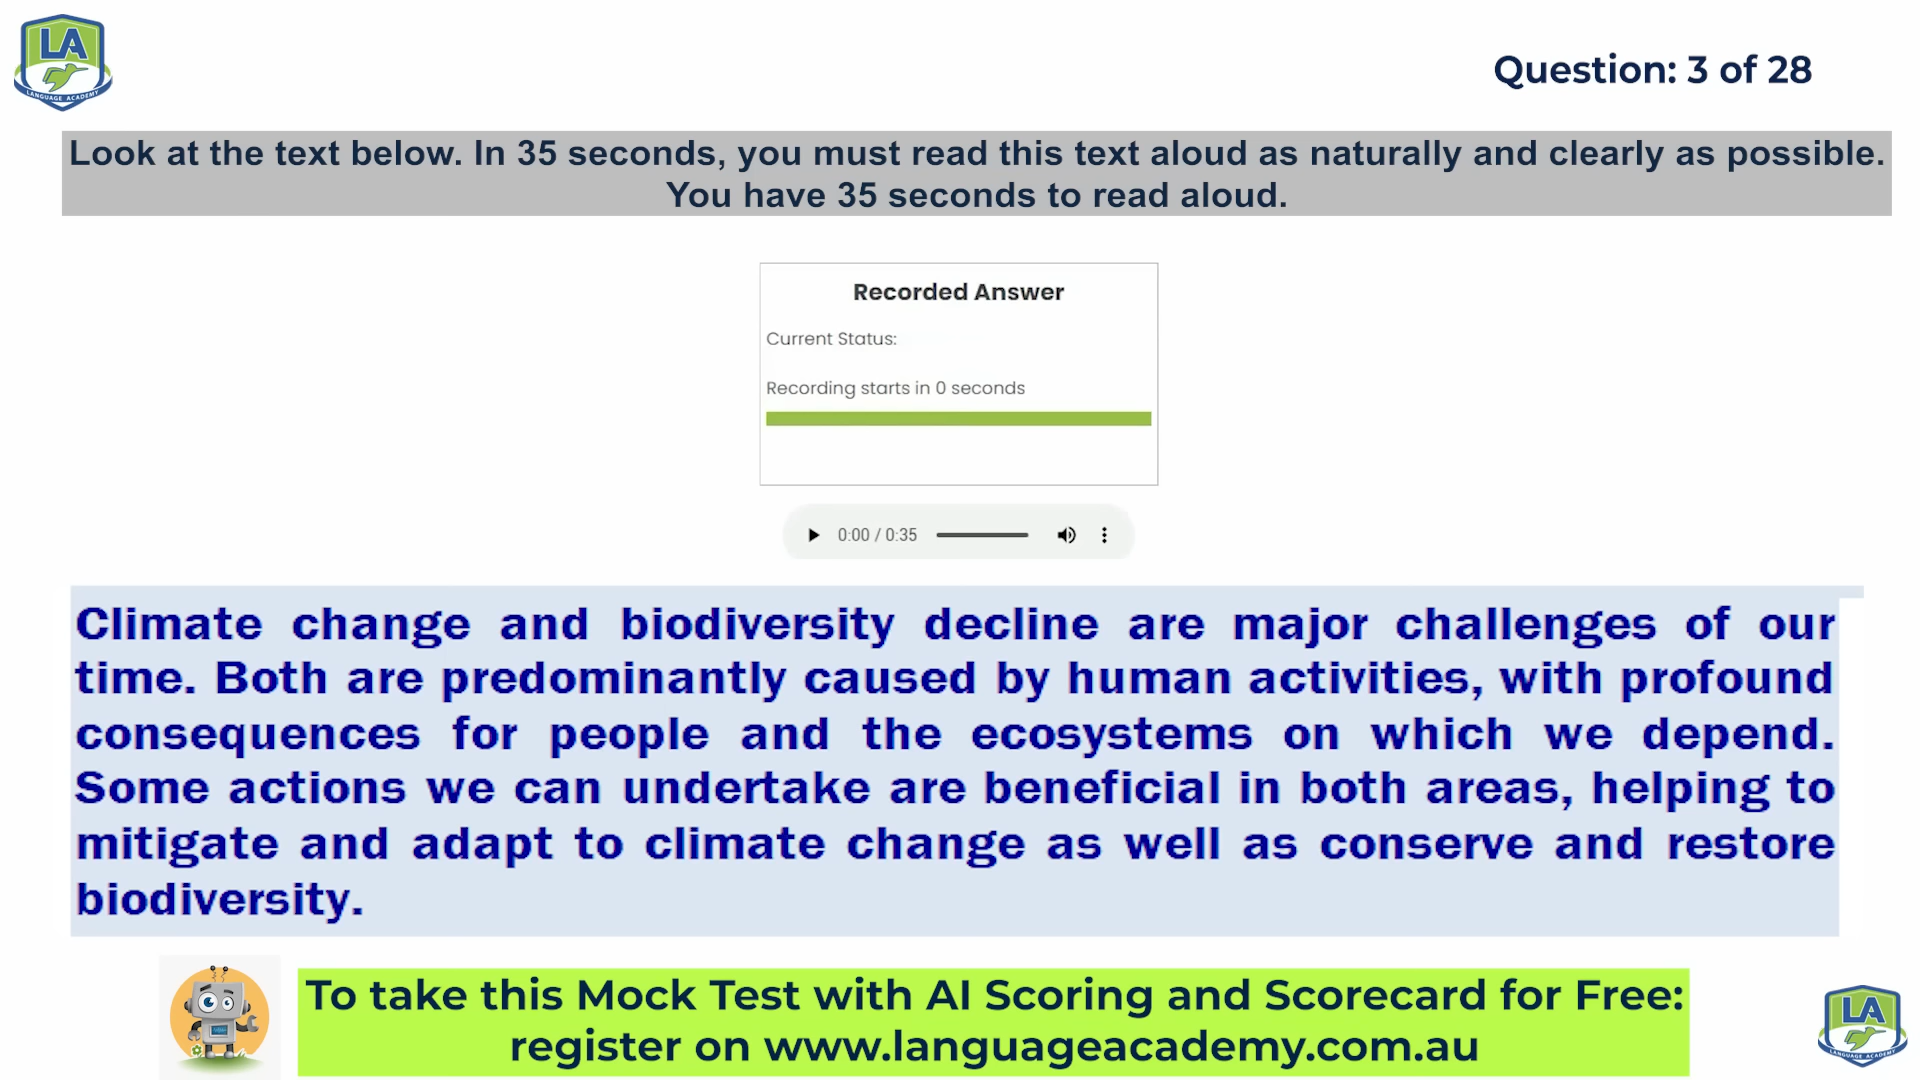 LA
LANGUAGE ACADEMY
Question: 3 of 28
Look at the text below. In 35 seconds, you must read this text aloud as naturally and clearly as possible.
You have 35 seconds to read aloud.
Recorded Answer
Current Status:
Recording starts in 0 seconds
0:00 / 0:35
Climate change and biodiversity decline are major challenges of our
time. Both are predominantly caused by human activities, with profound
consequences for people and the ecosystems on which we depend.
Some actions we can undertake are beneficial in both areas, helping to
mitigate and adapt to climate change as well as conserve and restore
biodiversity.
To take this Mock Test with AI Scoring and Scorecard for Free:
register on www.languageacademy.com.au
LA
LANGUAGE ACADEMY